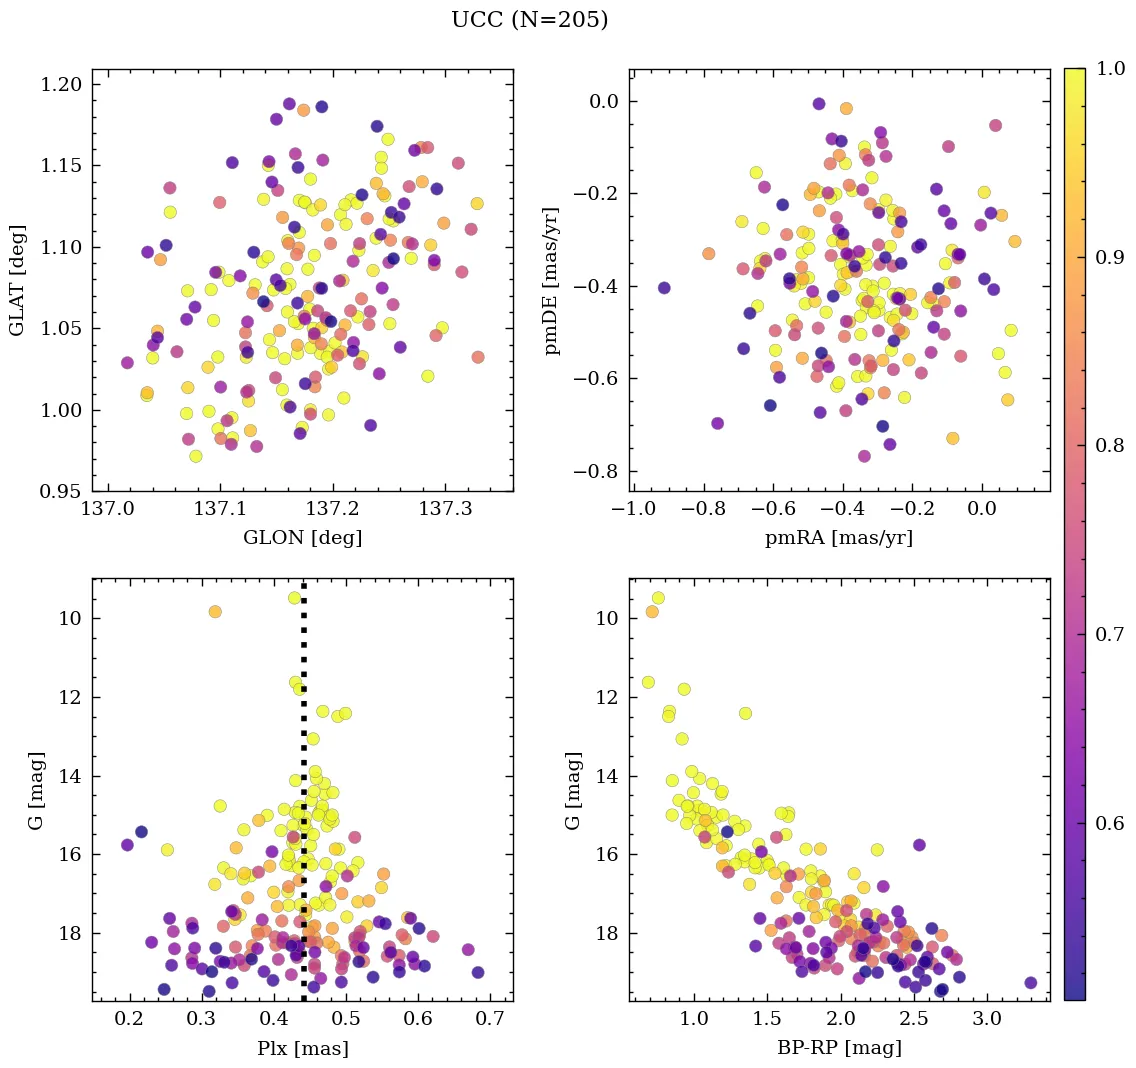 UCC (N=205)
1.20
1.15
1.10
1.05
1.00
0.95
GLAT [deg]
137.0 137.1 137.2 137.3
GLON [deg]
0.0
−0.2
−0.4
−0.6
−0.8
pmDE [mas/yr]
−1.0 −0.8 −0.6 −0.4 −0.2 0.0
pmRA [mas/yr]
10
12
14
16
18
G [mag]
0.2 0.3 0.4 0.5 0.6 0.7
Plx [mas]
10
12
14
16
18
G [mag]
1.0 1.5 2.0 2.5 3.0
BP-RP [mag]
1.0
0.9
0.8
0.7
0.6